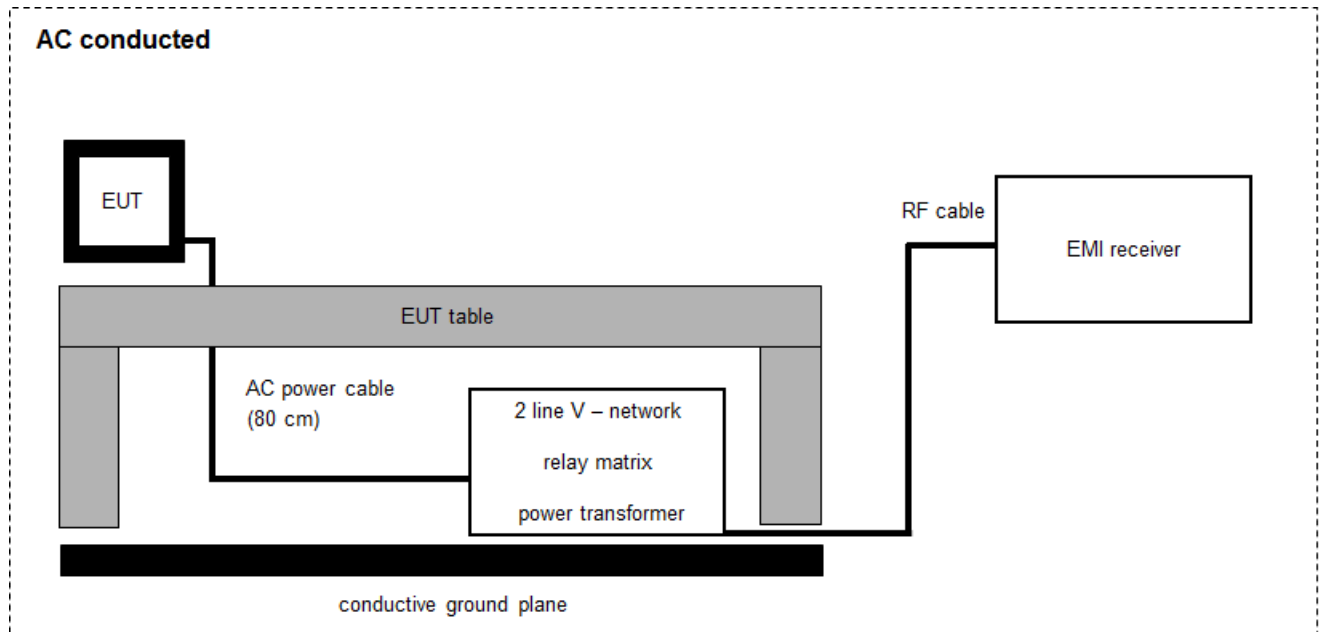 AC conducted
EUT
RF cable
EMI receiver
EUT table
AC power cable
(80 cm)
2 line V – network
relay matrix
power transformer
conductive ground plane